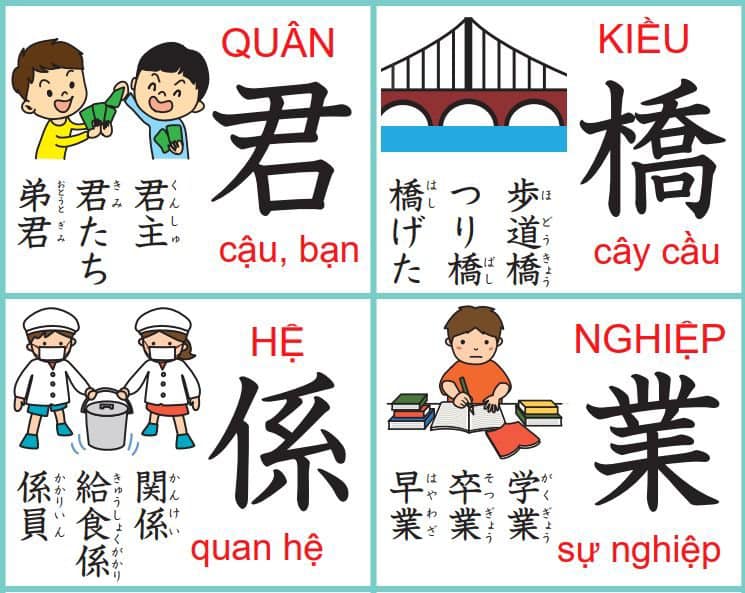 QUÂN
君
くんしゅ
君主
きみ
君たち
おとうと ぎみ
弟君
cậu, bạn
KIỀU
橋
ほ どう きょう
歩道橋
ばし
つり橋
はし
橋げた
cây cầu
HỆ
係
かんけい
関係
きゅうしょくがかり
給食係
かかりいん
係員
quan hệ
NGHIỆP
業
がくぎょう
学業
そつぎょう
卒業
はやわざ
早業
sự nghiệp